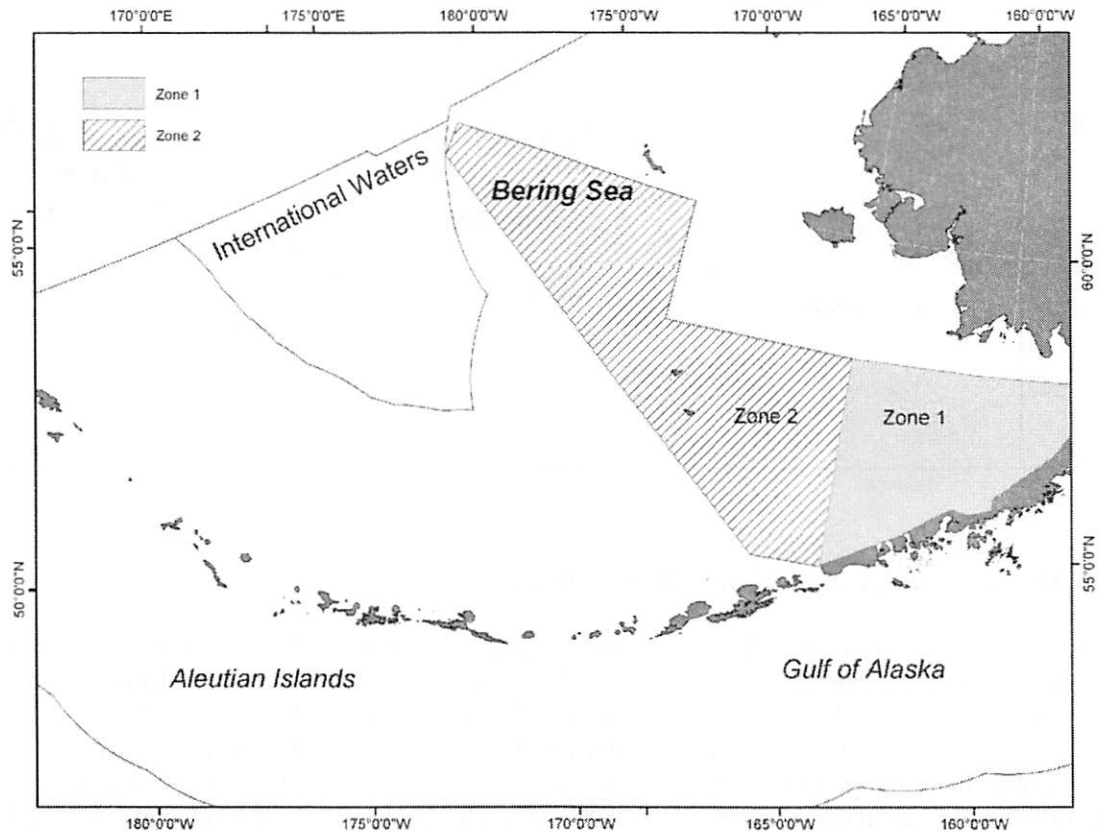 170°0'0"E 175°0'0"E 180°0'0" 175°0'0"W 170°0'0"W 165°0'0"W 160°0'0"W
Zone 1
Zone 2
International Waters
Bering Sea
55°0'0"N
60°0'0"N
Zone 2
Zone 1
50°0'0"N
55°0'0"N
Aleutian Islands
Gulf of Alaska
180°0'0"W 175°0'0"W 170°0'0"W 165°0'0"W 160°0'0"W